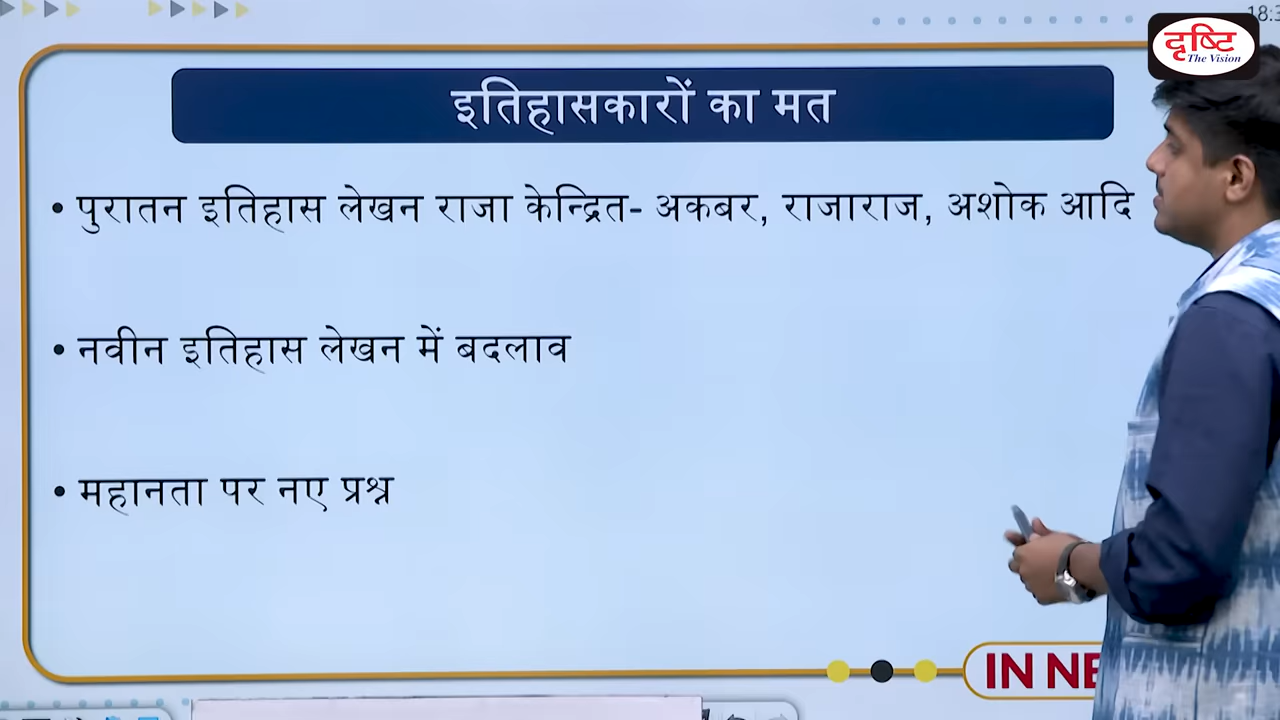 दृष्टि
The Vision
इतिहासकारों का मत
• पुरातन इतिहास लेखन राजा केन्द्रित- अकबर, राजाराज, अशोक आदि
• नवीन इतिहास लेखन में बदलाव
• महानता पर नए प्रश्न
IN NE